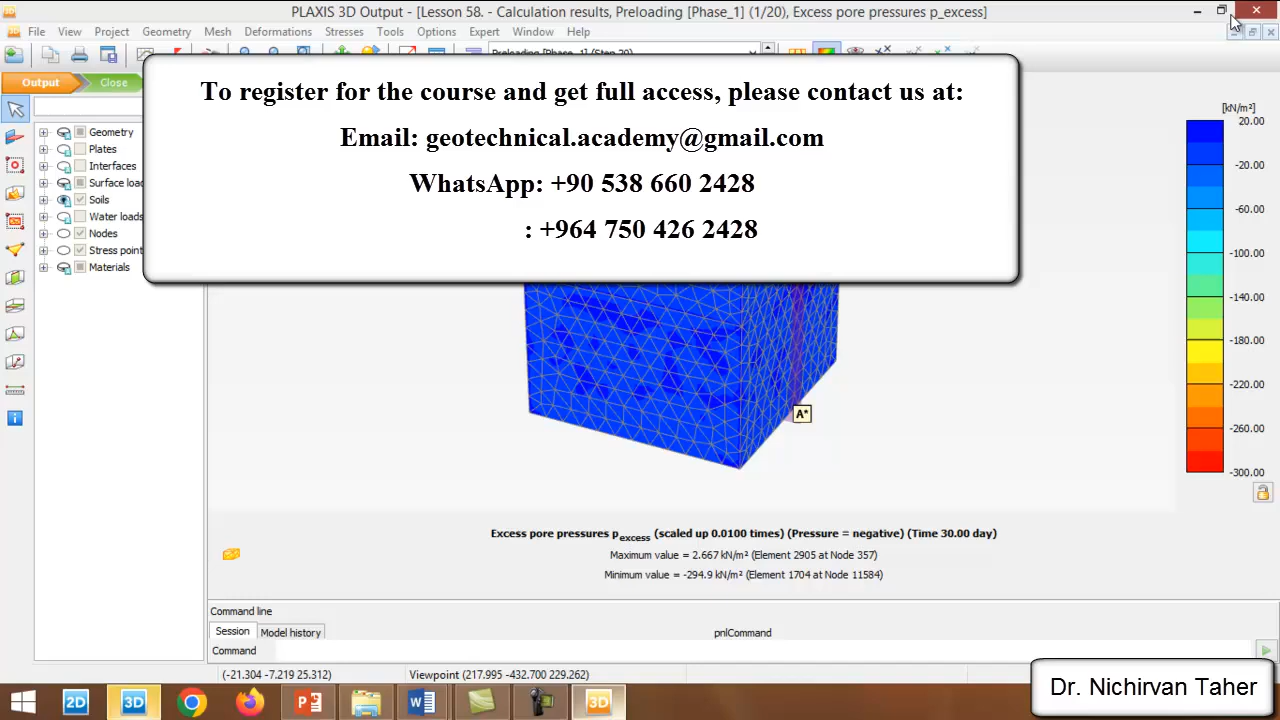 PLAXIS 3D Output - [Lesson 58. - Calculation results, Preloading [Phase_1] (1/20), Excess pore pressures p_excess]
File View Project Geometry Mesh Deformations Stresses Tools Options Expert Window Help
Output Close
To register for the course and get full access, please contact us at:
Email: geotechnical.academy@gmail.com
WhatsApp: +90 538 660 2428
: +964 750 426 2428
Geometry
Plates
Interfaces
Surface loa
Soils
Water loads
Nodes
Stress point
Materials
[kN/m²]
20.00
-20.00
-60.00
-100.00
-140.00
-180.00
-220.00
-260.00
-300.00
A*
Excess pore pressures p excess (scaled up 0.0100 times) (Pressure = negative) (Time 30.00 day)
Maximum value = 2.667 kN/m² (Element 2905 at Node 357)
Minimum value = -294.9 kN/m² (Element 1704 at Node 11584)
Command line
Session Model history
pnlCommand
Command
(-21.304 -7.219 25.312)
Viewpoint (217.995 -432.700 229.262)
2D 3D P W 3D
Dr. Nichirvan Taher